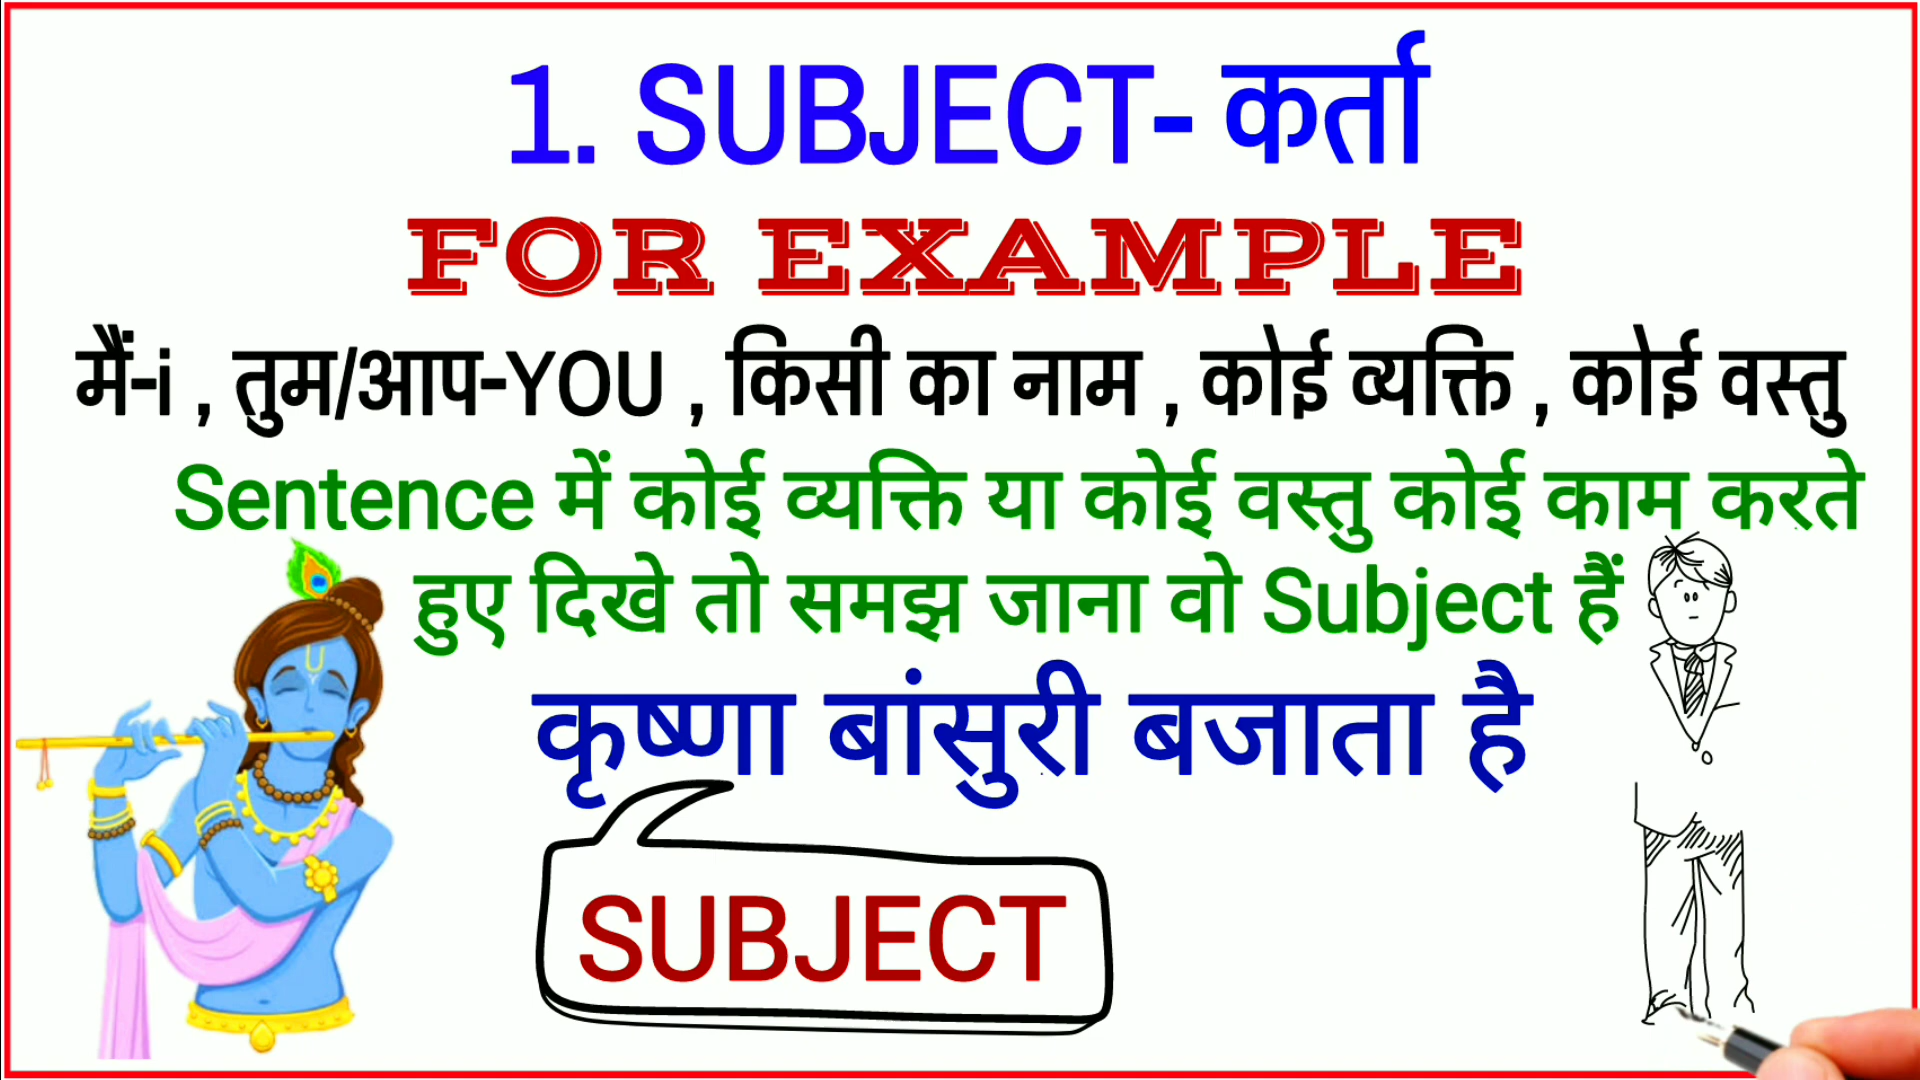 1. SUBJECT- कर्ता
FOR EXAMPLE
मैं-i , तुम/आप-YOU , किसी का नाम , कोई व्यक्ति , कोई वस्तु
Sentence में कोई व्यक्ति या कोई वस्तु कोई काम करते
हुए दिखे तो समझ जाना वो Subject हैं
कृष्णा बांसुरी बजाता है
SUBJECT